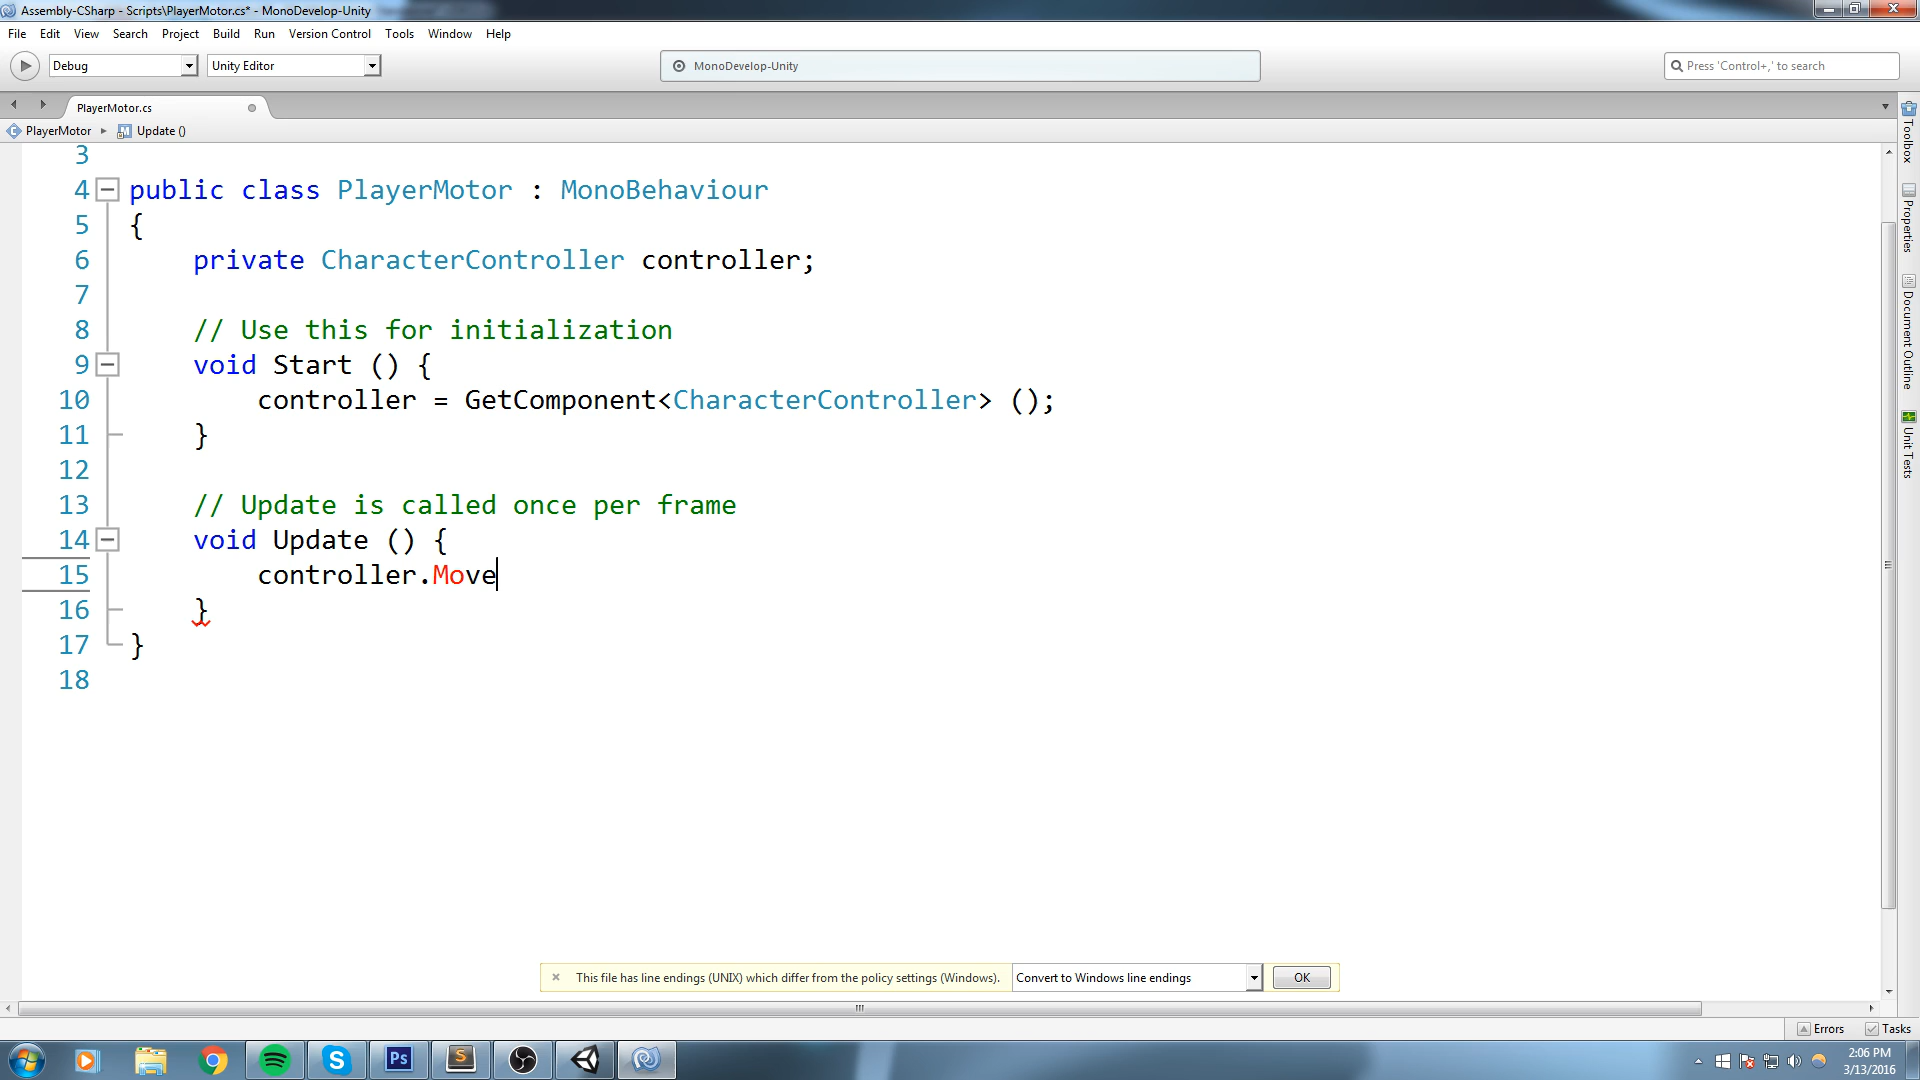 Assembly-CSharp - Scripts\PlayerMotor.cs* - MonoDevelop-Unity
File Edit View Search Project Build Run Version Control Tools Window Help
Debug Unity Editor MonoDevelop-Unity Press 'Control+,' to search
PlayerMotor.cs
PlayerMotor Update ()
3
4 public class PlayerMotor : MonoBehaviour
5 {
6 private CharacterController controller;
7
8 // Use this for initialization
9 void Start () {
10 controller = GetComponent<CharacterController> ();
11 }
12
13 // Update is called once per frame
14 void Update () {
15 controller.Move
16 }
17 }
18
Toolbox
Properties
Document Outline
Unit Tests
This file has line endings (UNIX) which differ from the policy settings (Windows). Convert to Windows line endings OK
Errors Tasks
Ps
S
2:06 PM
3/13/2016